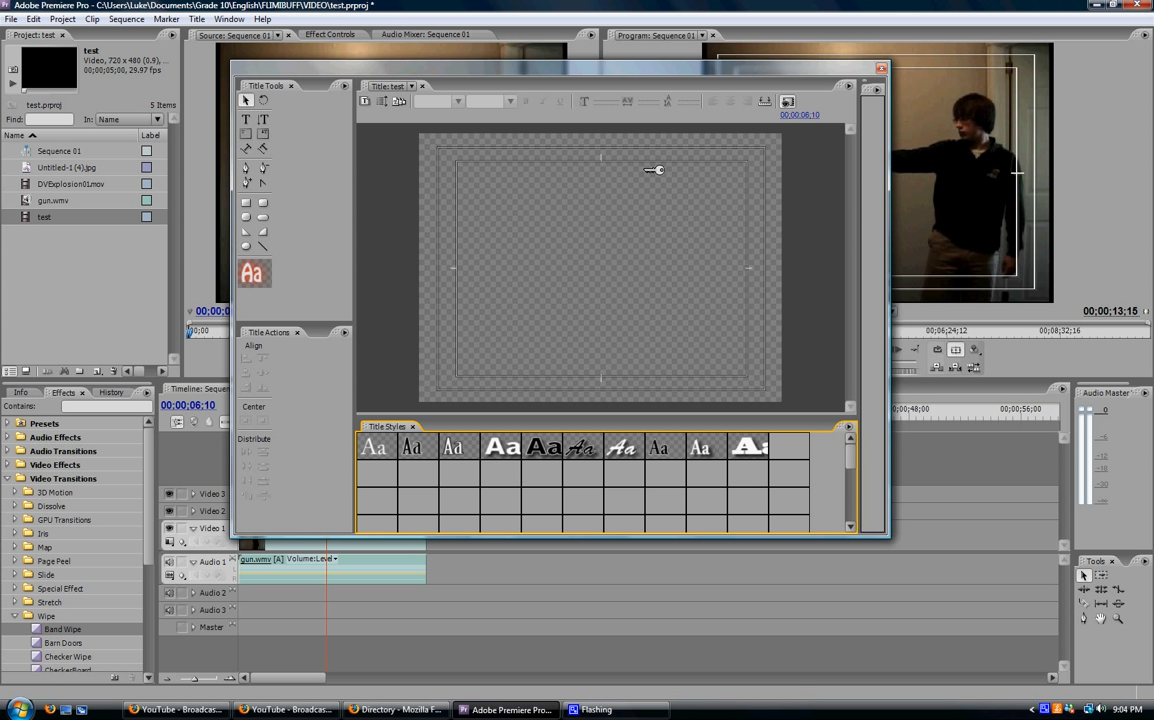 Adobe Premiere Pro - C:\Users\Luke\Documents\Grade 10\English\FLIMIBUFF\VIDEO\test.prproj *
File Edit Project Clip Sequence Marker Title Window Help
Project: test
Source: Sequence 01
Effect Controls
Audio Mixer: Sequence 01
Program: Sequence 01
test
Video, 720 x 480 (0.9),
00;00;05;00, 29.97 fps
test.prproj
5 Items
Find:
In: Name
Name
Label
Sequence 01
Untitled-1 (4).jpg
DVExplosion01.mov
gun.wmv
test
Title Tools
Title: test
00;00;06;10
Aa
Title Actions
Align
Center
Distribute
Title Styles
Aa Aa Aa Aa Aa Aa Aa Aa Aa Aa
00;00;13;15
00;00
00;06;24;12
00;08;32;16
Info
Effects
History
Contains:
Presets
Audio Effects
Audio Transitions
Video Effects
Video Transitions
3D Motion
Dissolve
GPU Transitions
Iris
Map
Page Peel
Slide
Special Effect
Stretch
Wipe
Band Wipe
Barn Doors
Checker Wipe
CheckerBoard
Timeline: Sequen
00;00;06;10
00;00;48;00
00;00;56;00
Video 3
Video 2
Video 1
Audio 1
gun.wmv [A] Volume:Level
Audio 2
Audio 3
Master
Audio Master
0
-6
-12
-18
-30
Tools
YouTube - Broadcas...
YouTube - Broadcas...
Directory - Mozilla F...
Adobe Premiere Pro...
Flashing
9:04 PM